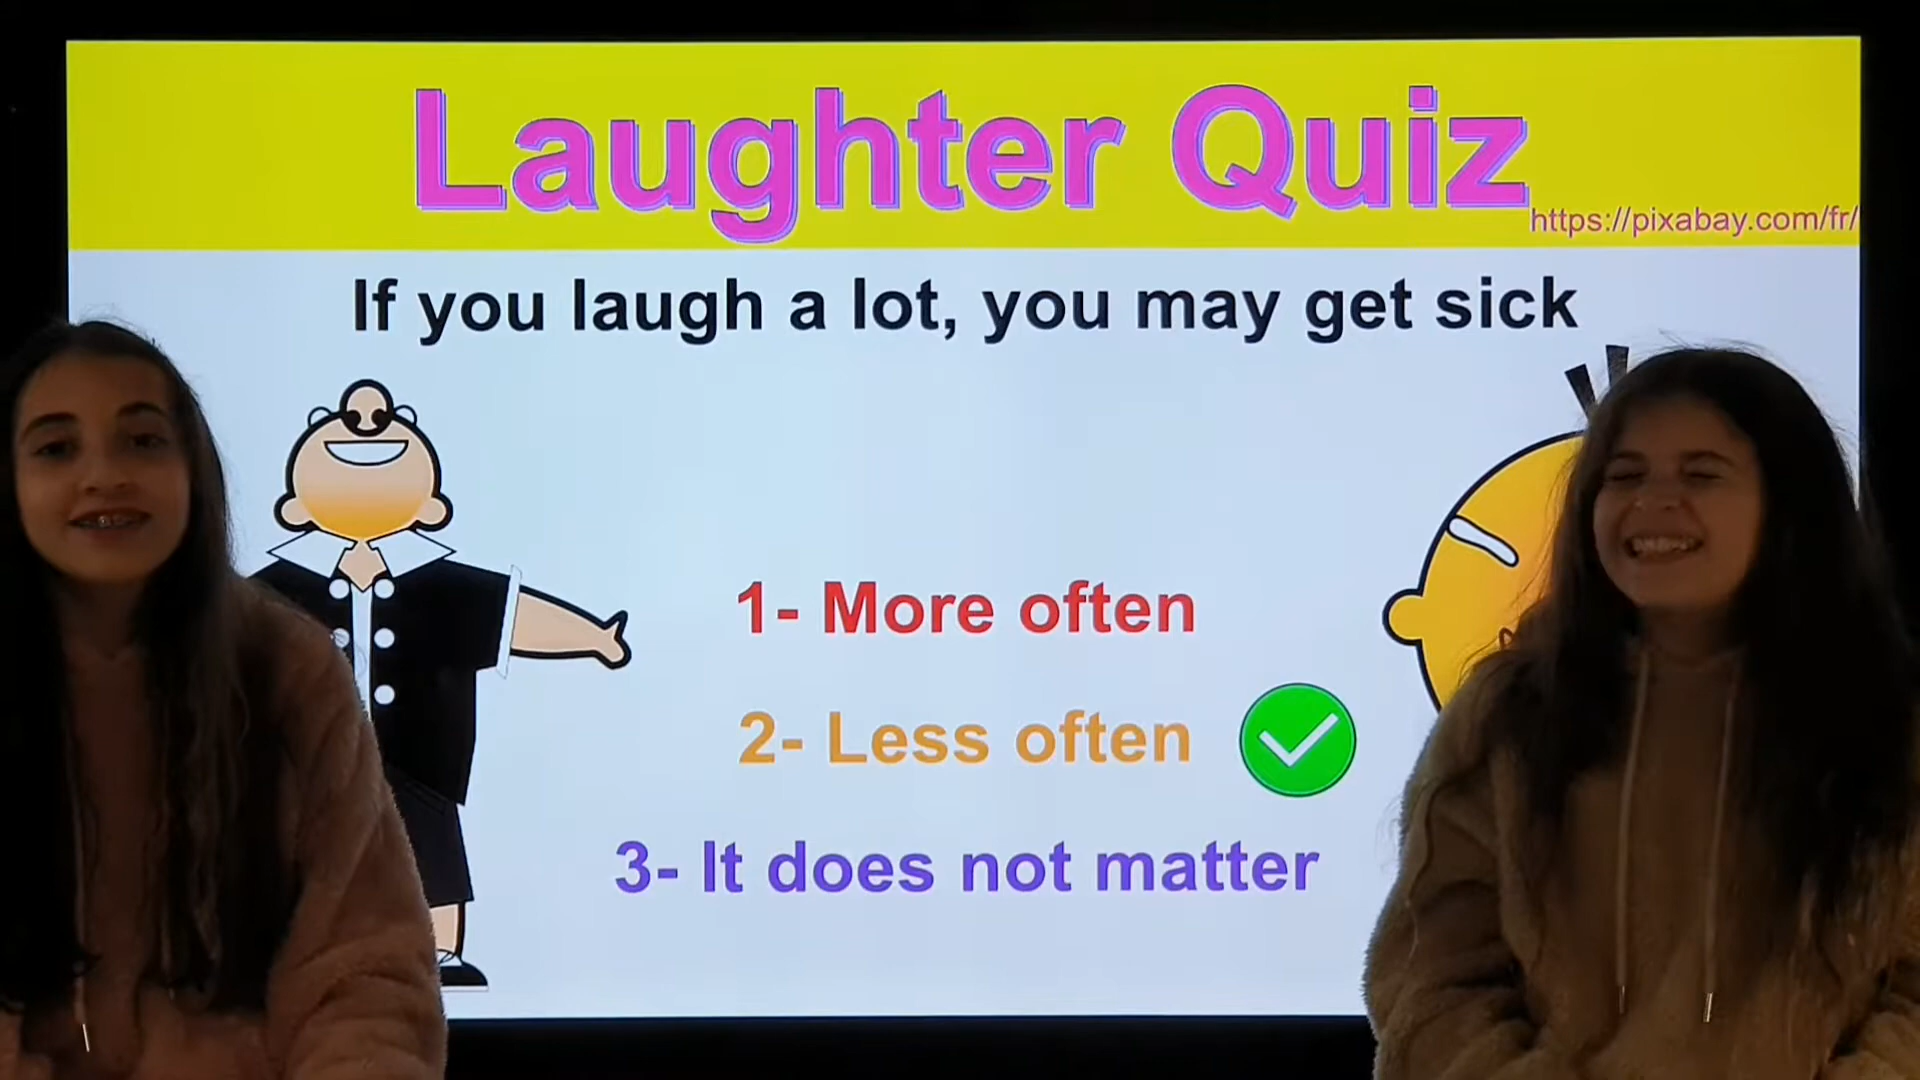 Laughter Quiz
https://pixabay.com/fr/
If you laugh a lot, you may get sick
1- More often
2- Less often
3- It does not matter